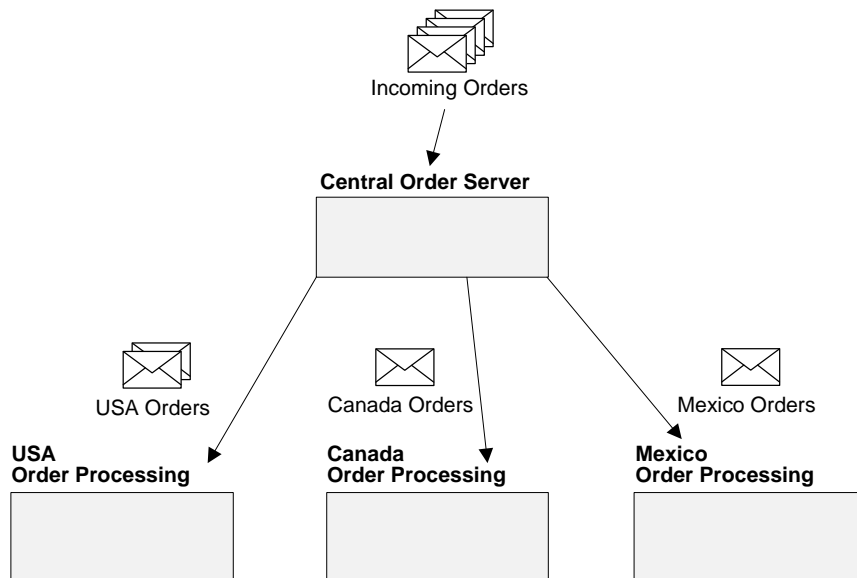 Incoming Orders
Central Order Server
USA Orders
Canada Orders
Mexico Orders
USA
Order Processing
Canada
Order Processing
Mexico
Order Processing